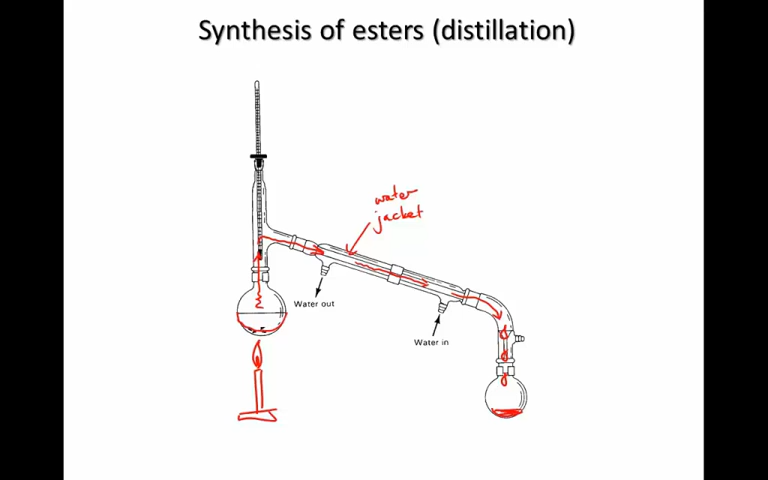 Synthesis of esters (distillation)
water
jacket
Water out
Water in